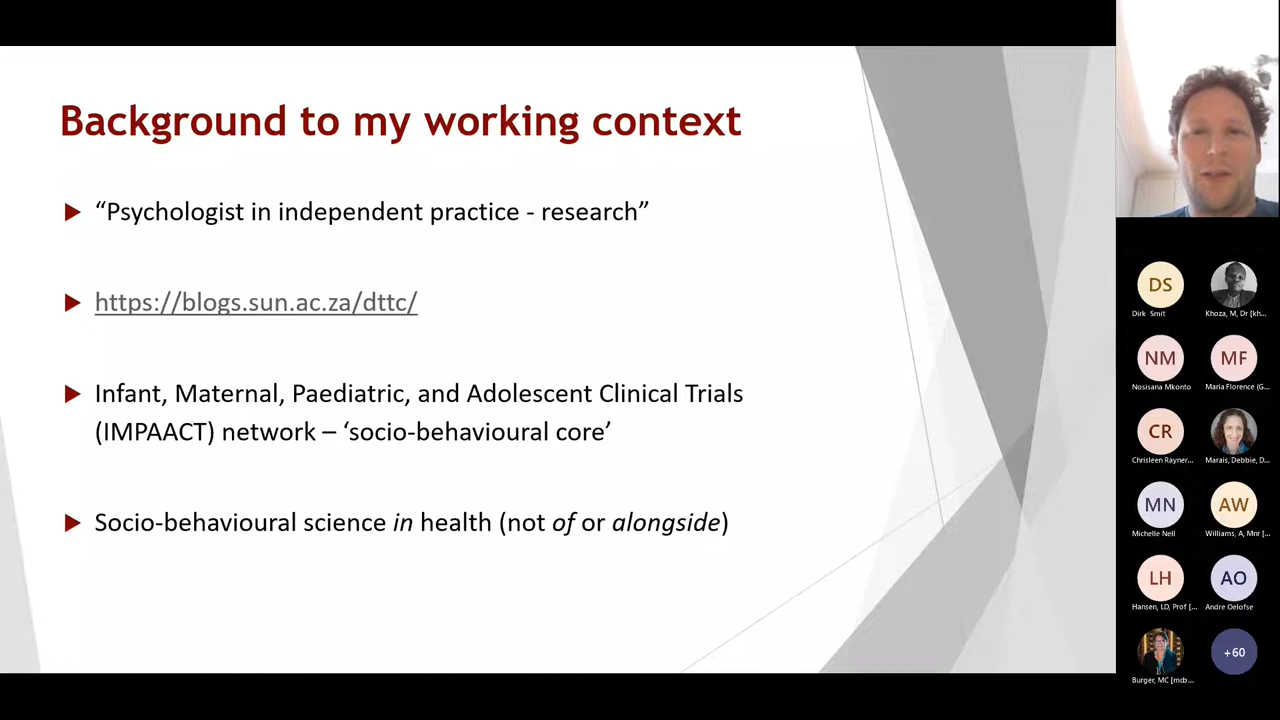 Background to my working context
“Psychologist in independent practice - research”
https://blogs.sun.ac.za/dttc/
Infant, Maternal, Paediatric, and Adolescent Clinical Trials
(IMPAACT) network – ‘socio-behavioural core’
Socio-behavioural science in health (not of or alongside)
DS
Dirk Smit
Khoza, M, Dr [kh...
NM
MF
Nosisana Mkonto
Maria Florence (G...
CR
Chrisleen Rayner...
Marais, Debbie, D...
MN
AW
Michelle Nell
Williams, A, Mnr [...
LH
AO
Hansen, LD, Prof [...
Andre Oelofse
+60
Burger, MC [mcb...